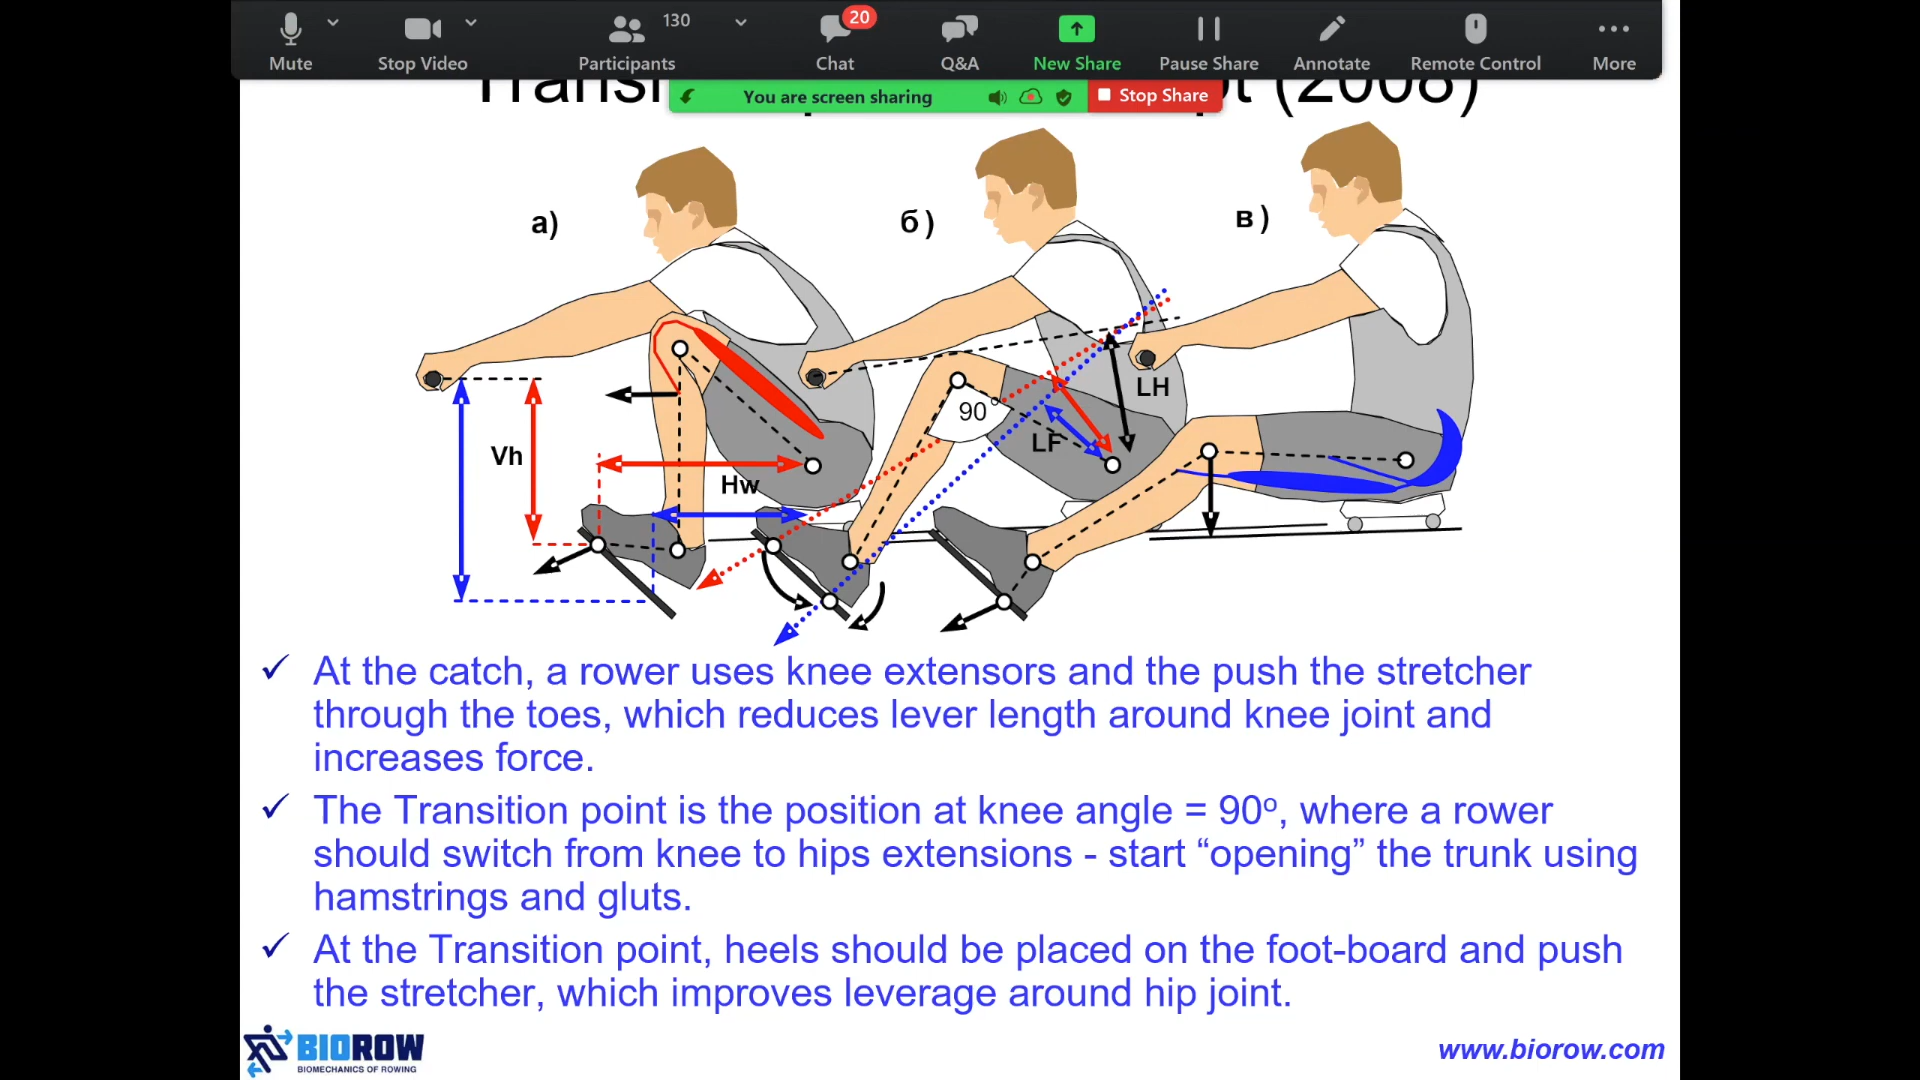 130
20
Mute
Stop Video
Participants
Chat
Q&A
New Share
Pause Share
Annotate
Remote Control
More
You are screen sharing
Stop Share
(2008)
а)
б)
в)
LH
90°
LF
Vh
Hw
✓ At the catch, a rower uses knee extensors and the push the stretcher
through the toes, which reduces lever length around knee joint and
increases force.
✓ The Transition point is the position at knee angle = 90º, where a rower
should switch from knee to hips extensions - start “opening” the trunk using
hamstrings and gluts.
✓ At the Transition point, heels should be placed on the foot-board and push
the stretcher, which improves leverage around hip joint.
BIOROW
BIOMECHANICS OF ROWING
www.biorow.com